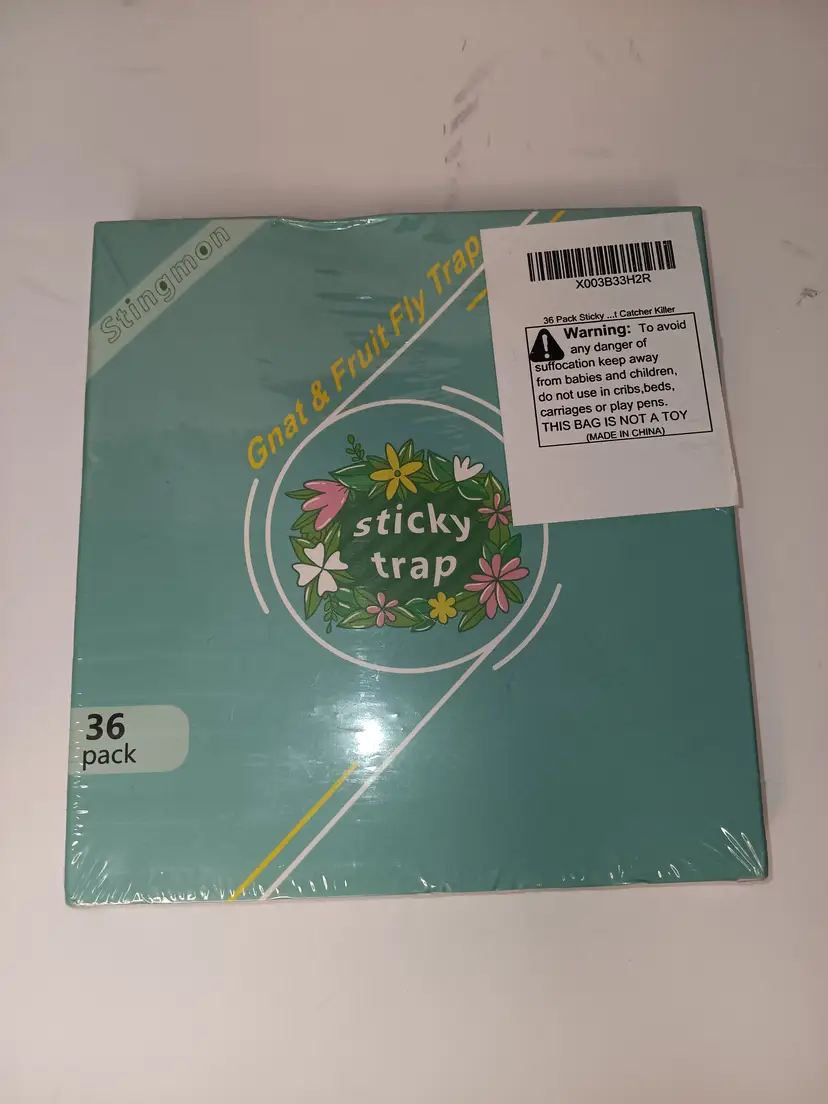 Stingmon
Gnat & Fruit Fly Trap
X003B33H2R
36 Pack Sticky ...t Catcher Killer
Warning: To avoid
any danger of
suffocation keep away
from babies and children,
do not use in cribs,beds,
carriages or play pens.
THIS BAG IS NOT A TOY
(MADE IN CHINA)
sticky
trap
36
pack